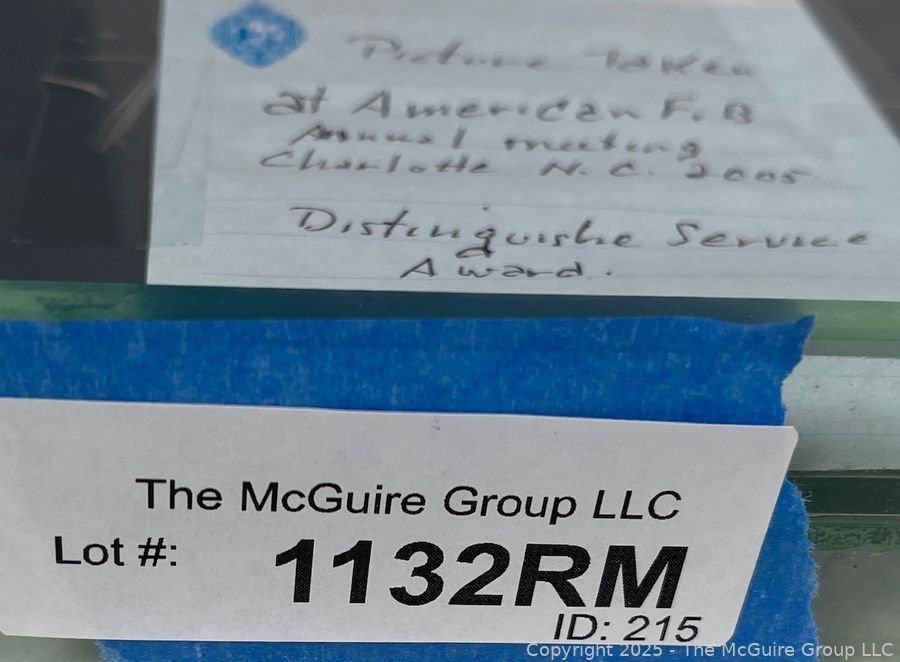 Picture Taken
at American F.B
Annual meeting
Charlotte N.C. 2005
Distinguishe Service
Award.
The McGuire Group LLC
Lot #: 1132RM
ID: 215
Copyright 2025 - The McGuire Group LLC